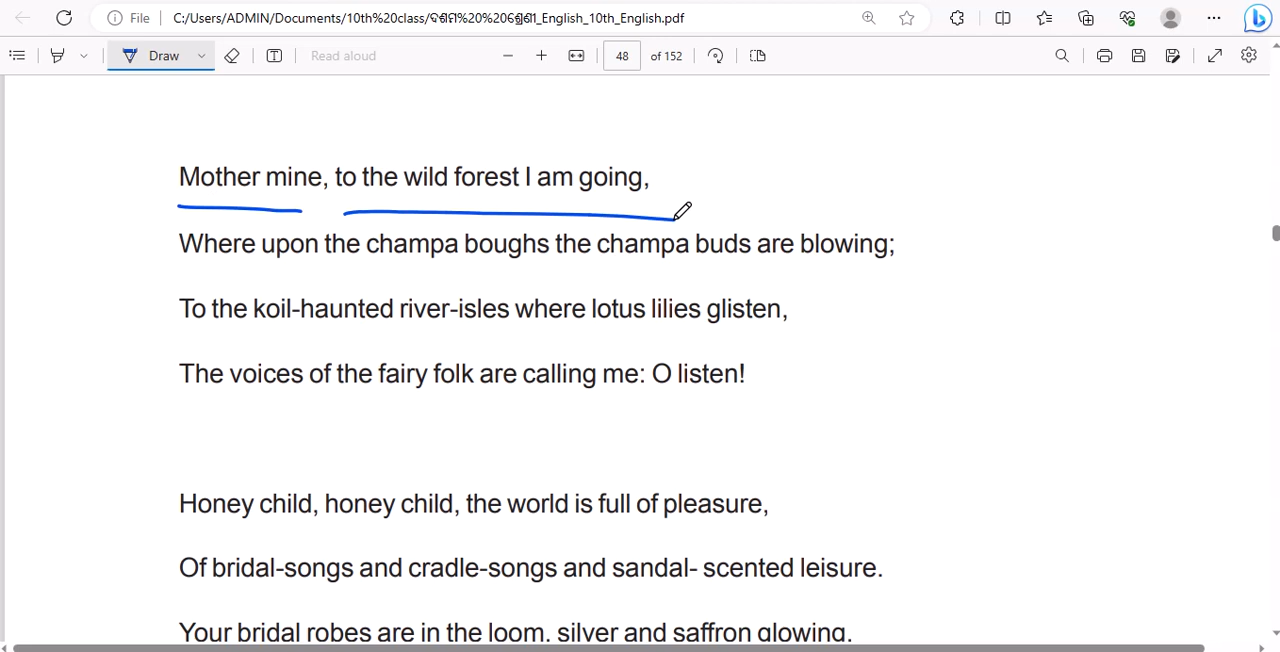 File C:/Users/ADMIN/Documents/10th%20class/ଦଶମ%20%20ଶ୍ରେଣୀ_English_10th_English.pdf
Draw Read aloud 48 of 152
Mother mine, to the wild forest I am going,
Where upon the champa boughs the champa buds are blowing;
To the koil-haunted river-isles where lotus lilies glisten,
The voices of the fairy folk are calling me: O listen!
Honey child, honey child, the world is full of pleasure,
Of bridal-songs and cradle-songs and sandal- scented leisure.
Your bridal robes are in the loom, silver and saffron glowing,